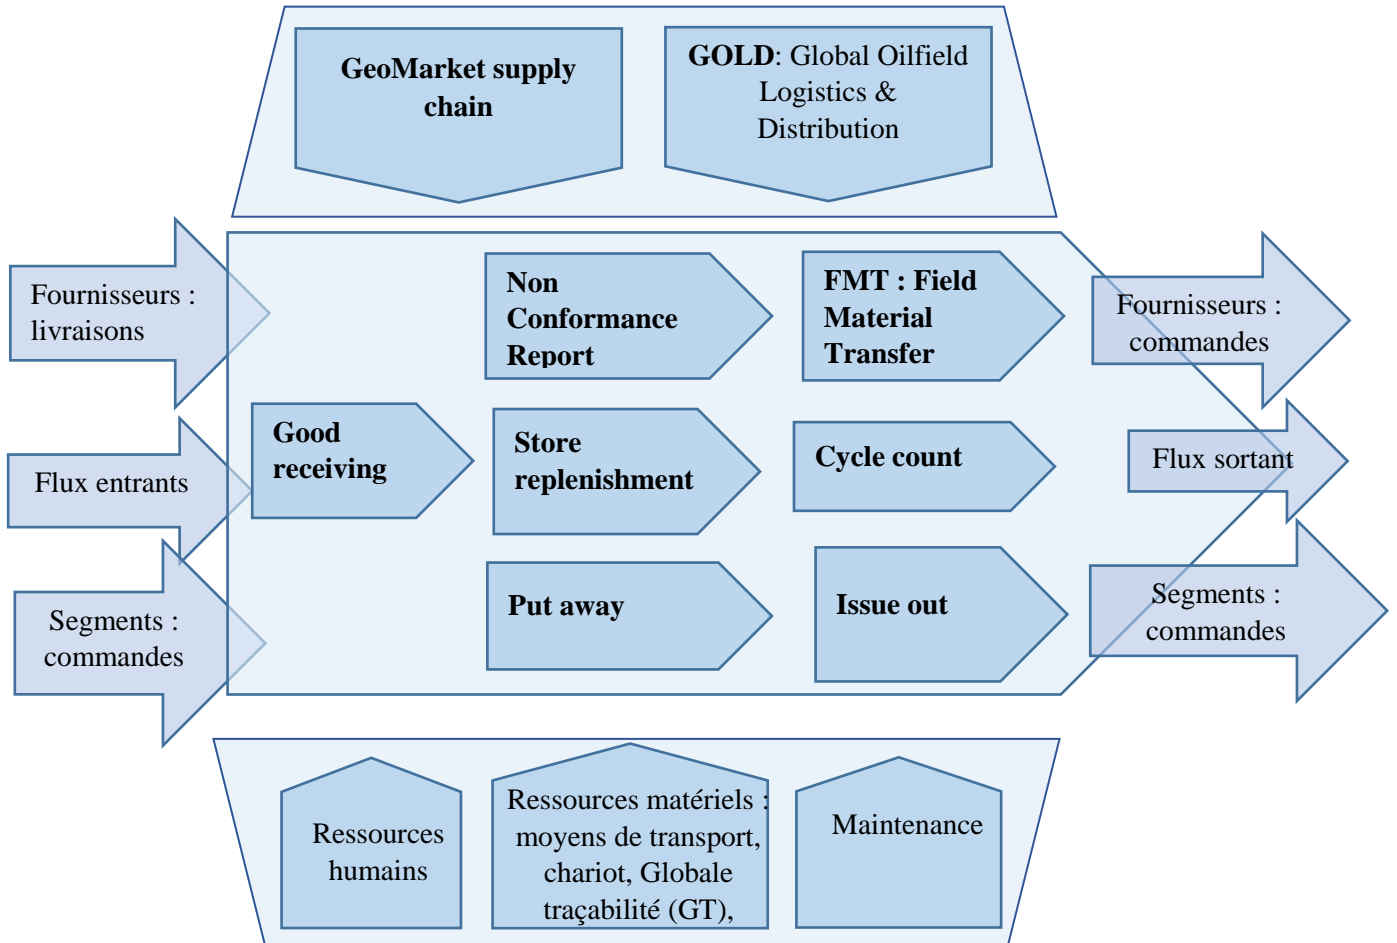 GeoMarket supply
chain
GOLD: Global Oilfield
Logistics &
Distribution
Fournisseurs :
livraisons
Flux entrants
Segments :
commandes
Good
receiving
Non
Conformance
Report
Store
replenishment
Put away
FMT : Field
Material
Transfer
Cycle count
Issue out
Fournisseurs :
commandes
Flux sortant
Segments :
commandes
Ressources
humains
Ressources matériels :
moyens de transport,
chariot, Globale
traçabilité (GT),
Maintenance